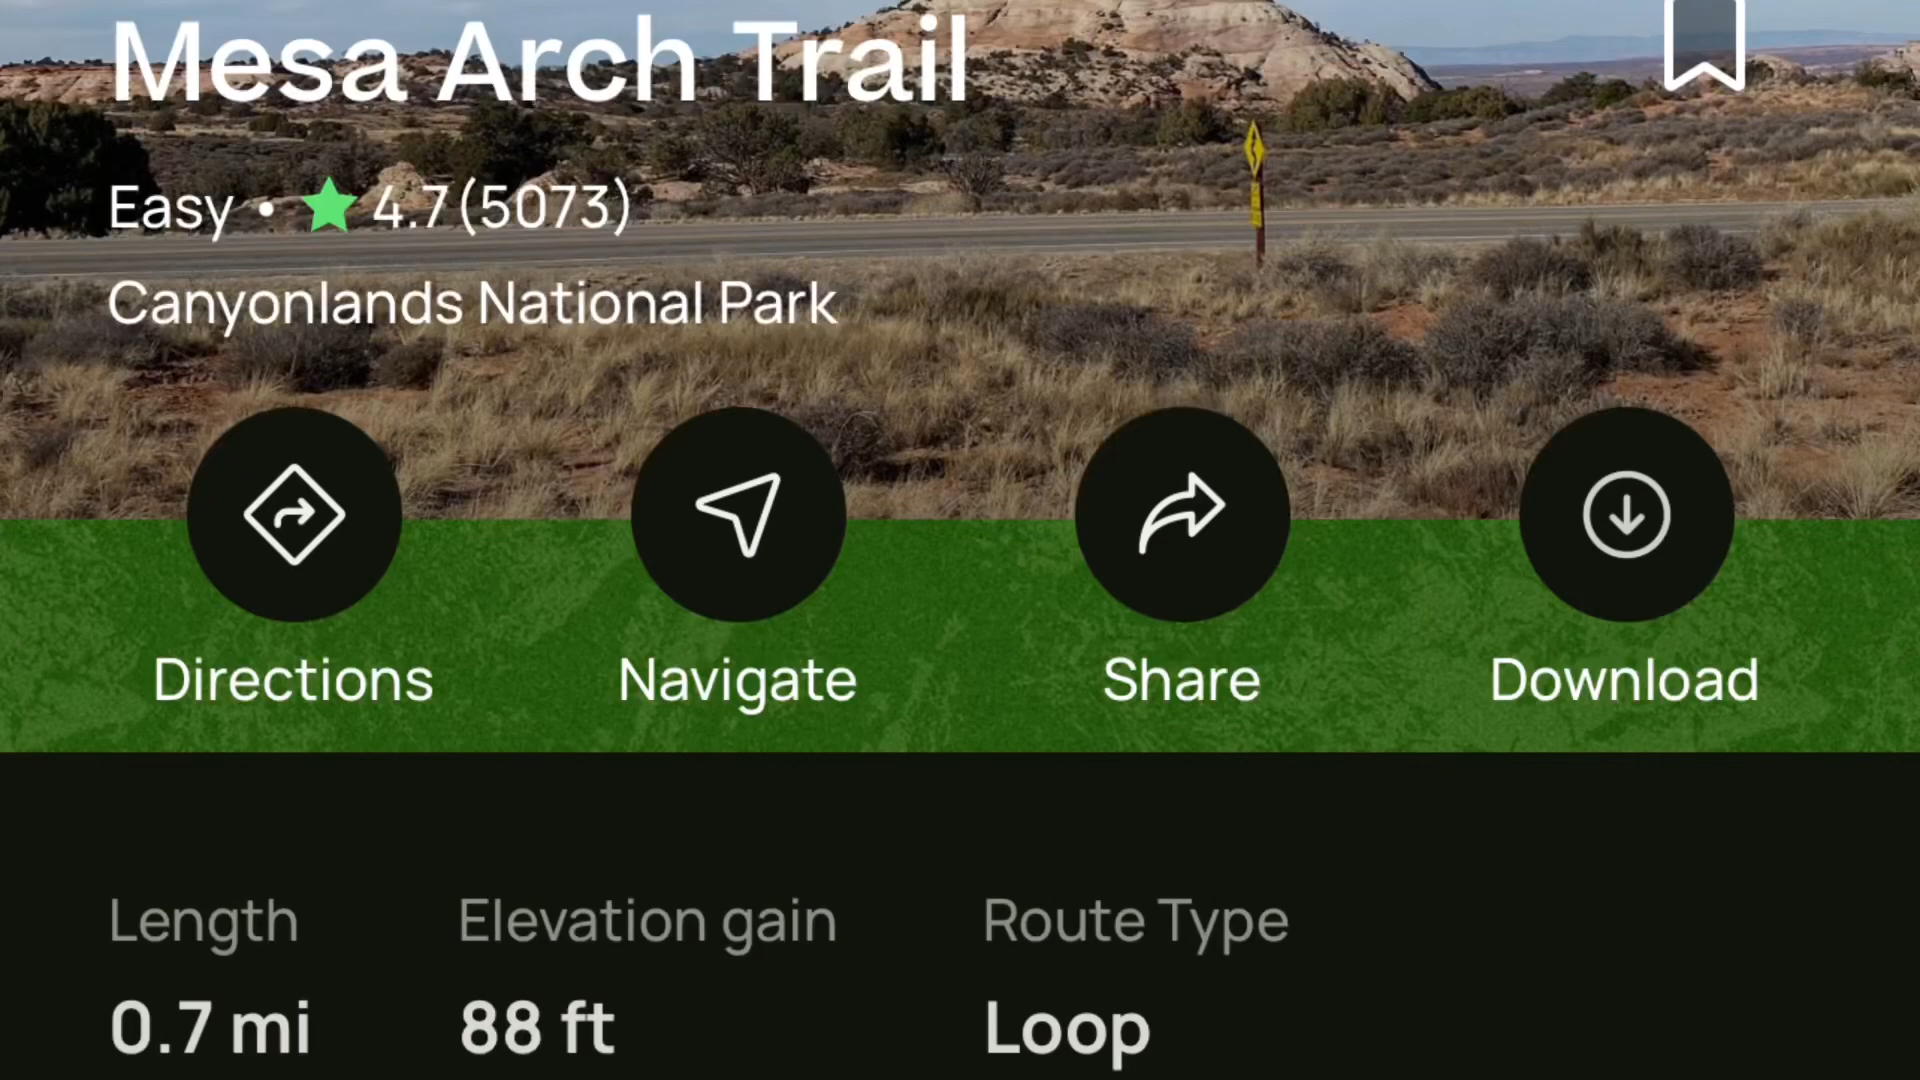 Mesa Arch Trail
Easy • 4.7(5073)
Canyonlands National Park
Directions Navigate Share Download
Length Elevation gain Route Type
0.7 mi 88 ft Loop